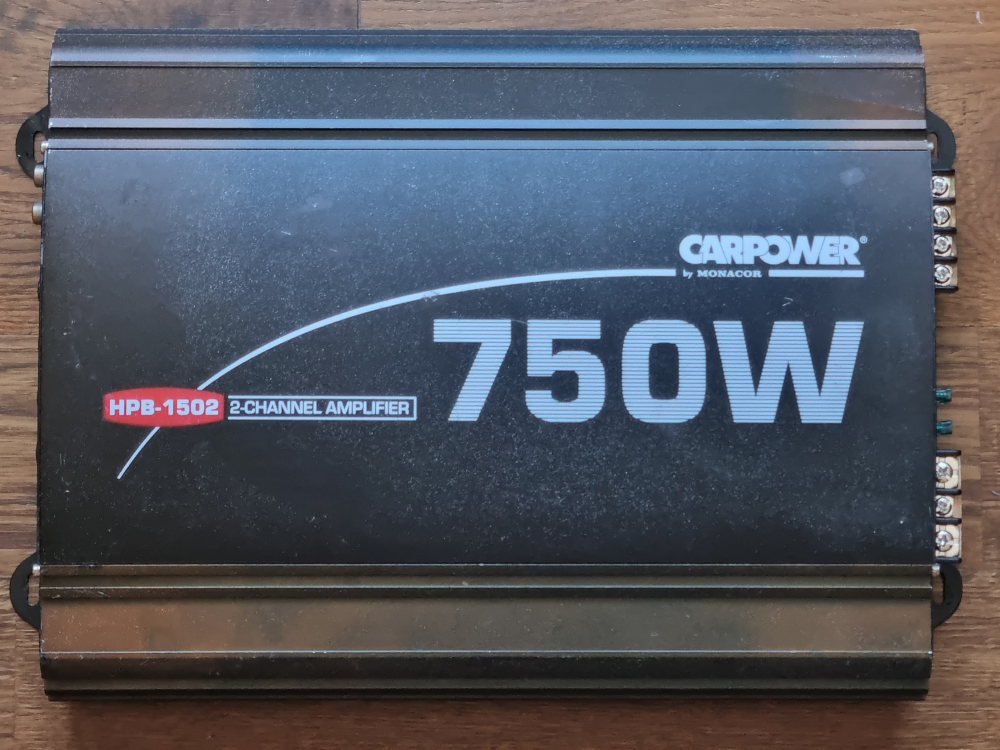 CARPOWER®
by MONACOR
750W
HPB-1502 2-CHANNEL AMPLIFIER